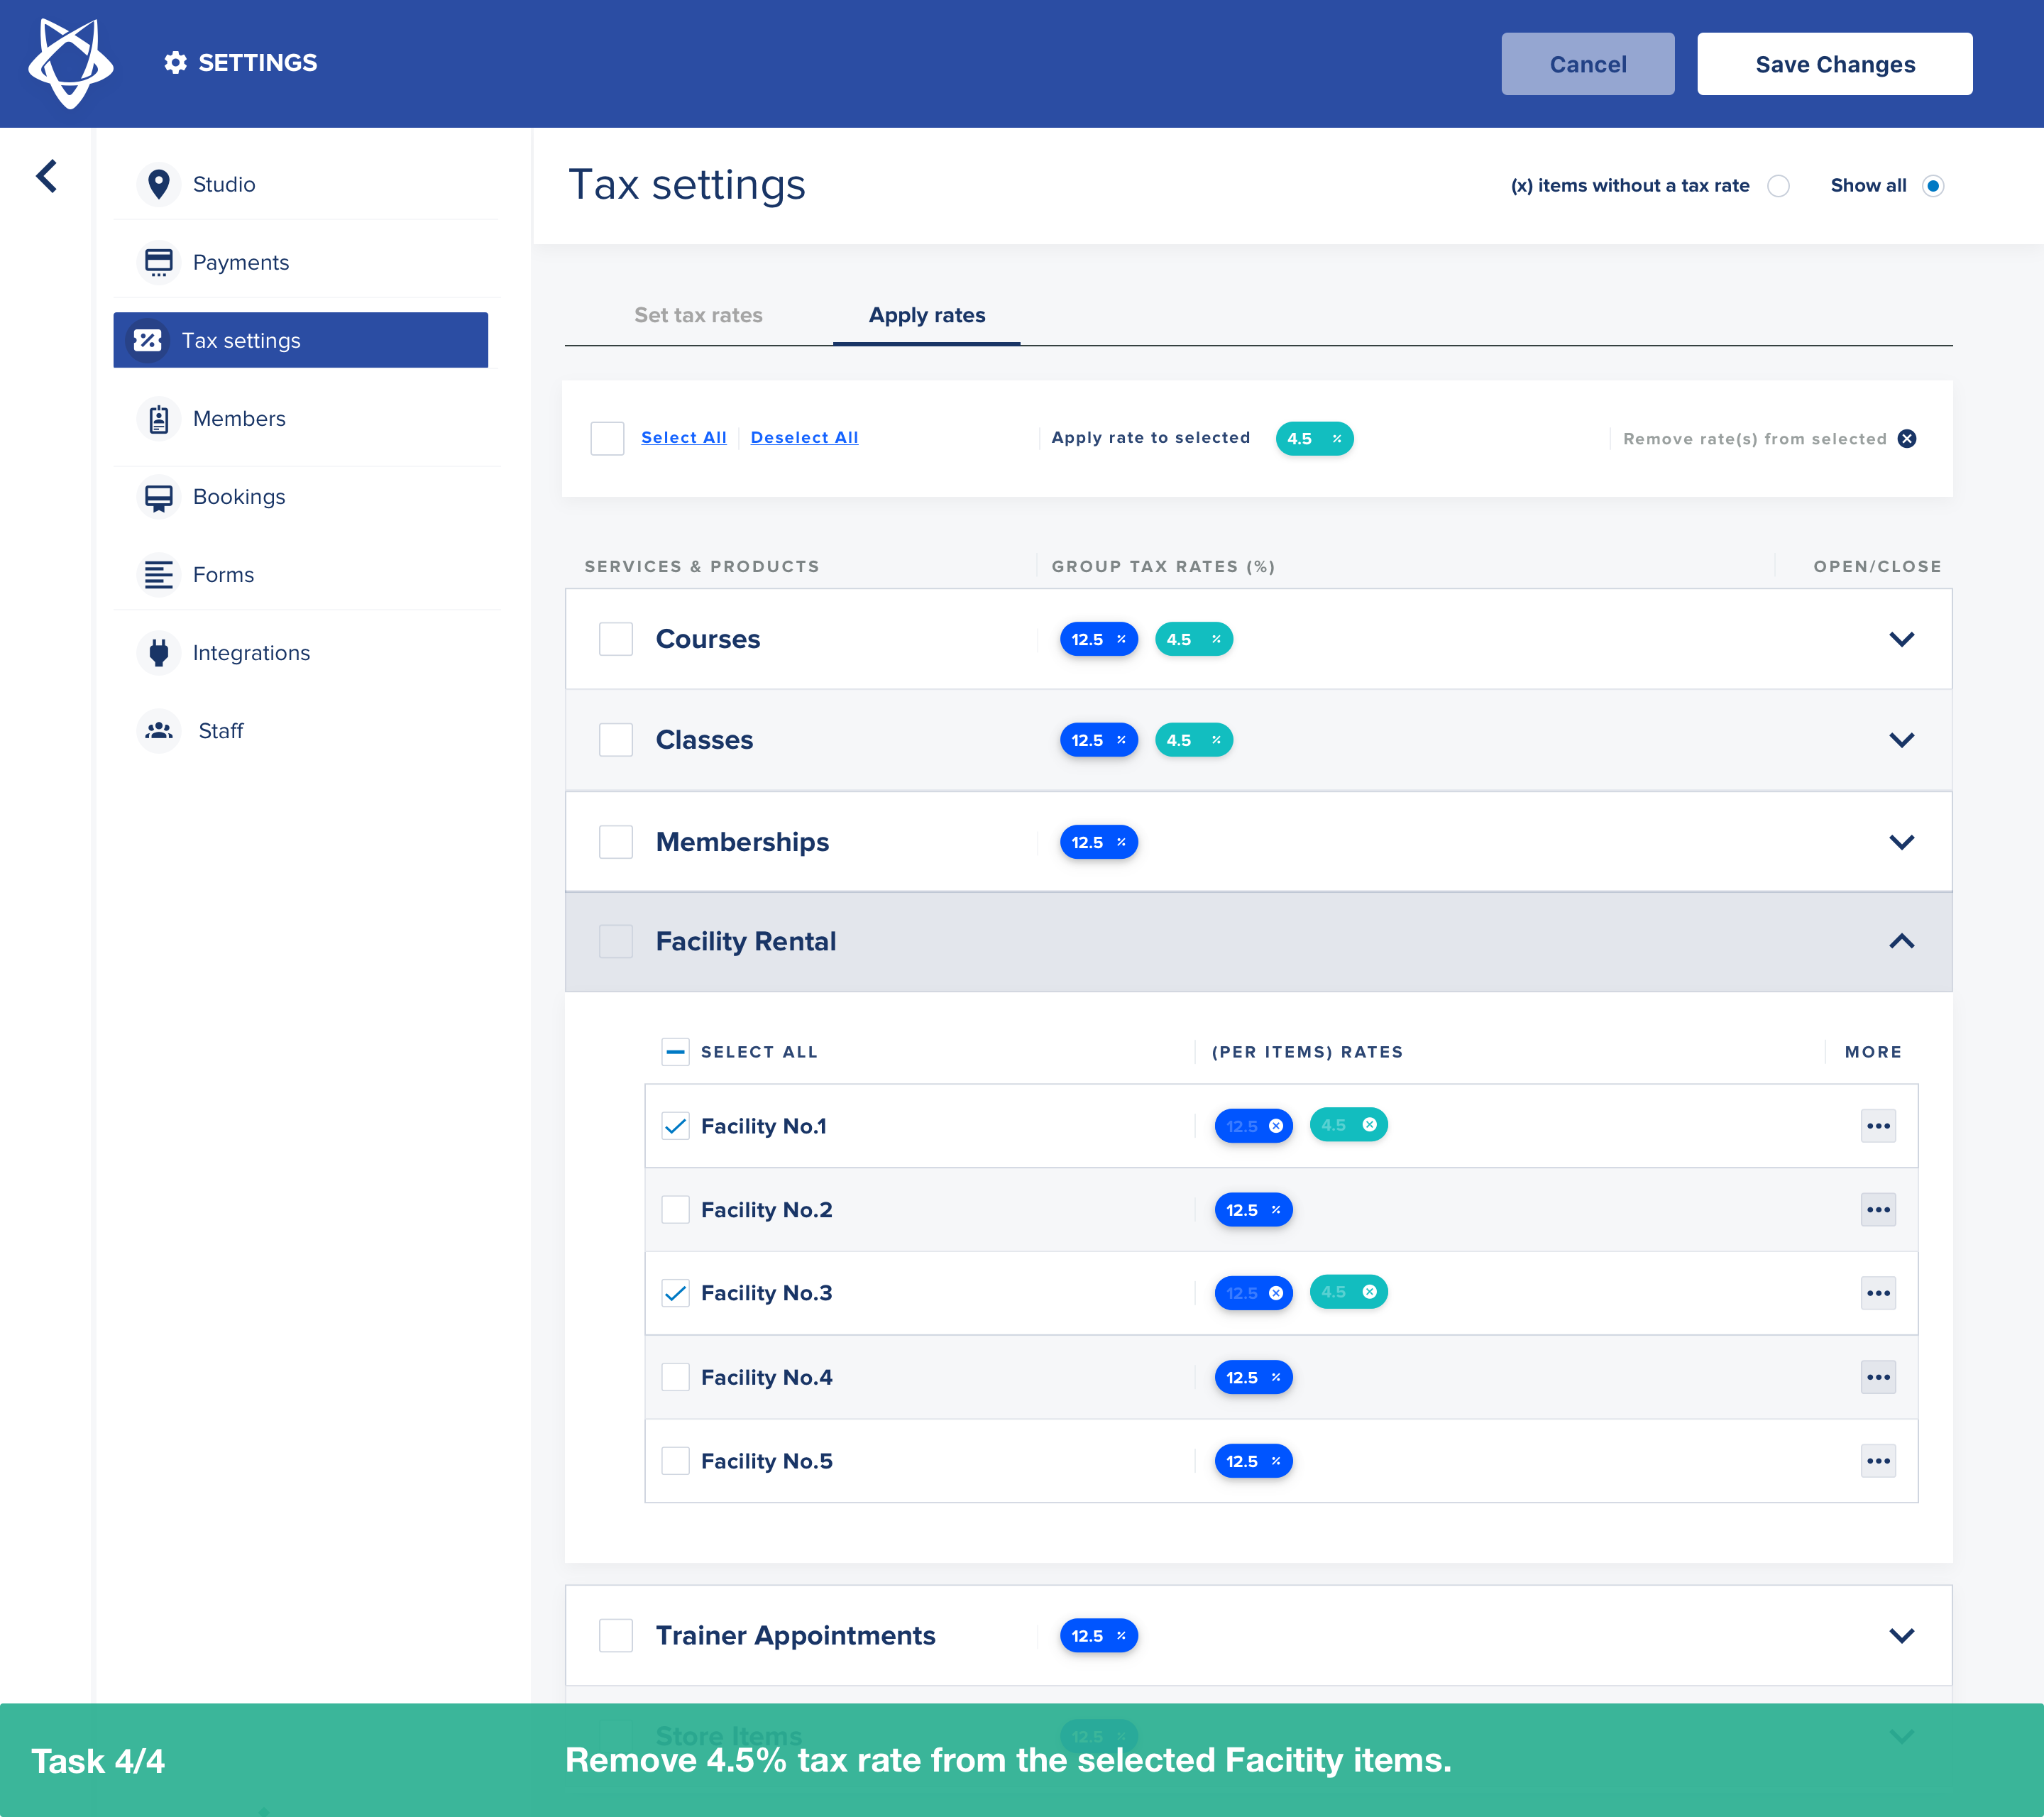 SETTINGS
Cancel
Save Changes
Studio
Payments
Tax settings
Members
Bookings
Forms
Integrations
Staff
Tax settings
(x) items without a tax rate
Show all
Set tax rates
Apply rates
Select All
Deselect All
Apply rate to selected
4.5 %
Remove rate(s) from selected
SERVICES & PRODUCTS
GROUP TAX RATES (%)
OPEN/CLOSE
Courses
12.5 %
4.5 %
Classes
12.5 %
4.5 %
Memberships
12.5 %
Facility Rental
SELECT ALL
(PER ITEMS) RATES
MORE
Facility No.1
12.5
4.5
Facility No.2
12.5 %
Facility No.3
12.5
4.5
Facility No.4
12.5 %
Facility No.5
12.5 %
Trainer Appointments
12.5 %
Store Items
12.5 %
Task 4/4
Remove 4.5% tax rate from the selected Facitity items.